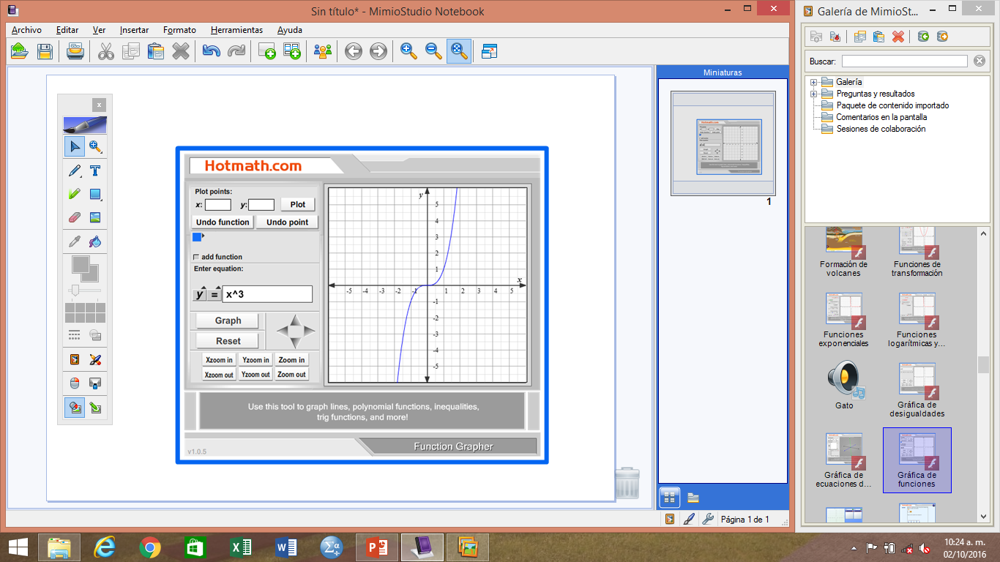 Sin título* - MimioStudio Notebook
Archivo Editar Ver Insertar Formato Herramientas Ayuda
Hotmath.com
Plot points:
x: y: Plot
Undo function Undo point
add function
Enter equation:
y = x^3
Graph
Reset
Xzoom in Yzoom in Zoom in
Xzoom out Yzoom out Zoom out
y
5
4
3
2
1
x
-5 -4 -3 -2 -1 1 2 3 4 5
-1
-2
-3
-4
-5
Use this tool to graph lines, polynomial functions, inequalities,
trig functions, and more!
v1.0.5
Function Grapher
Miniaturas
1
Página 1 de 1
Galería de MimioSt...
Buscar:
Galería
Preguntas y resultados
Paquete de contenido importado
Comentarios en la pantalla
Sesiones de colaboración
Formación de
volcanes
Funciones de
transformación
Funciones
exponenciales
Funciones
logarítmicas y...
Gato
Gráfica de
desigualdades
Gráfica de
ecuaciones d...
Gráfica de
funciones
10:24 a. m.
02/10/2016